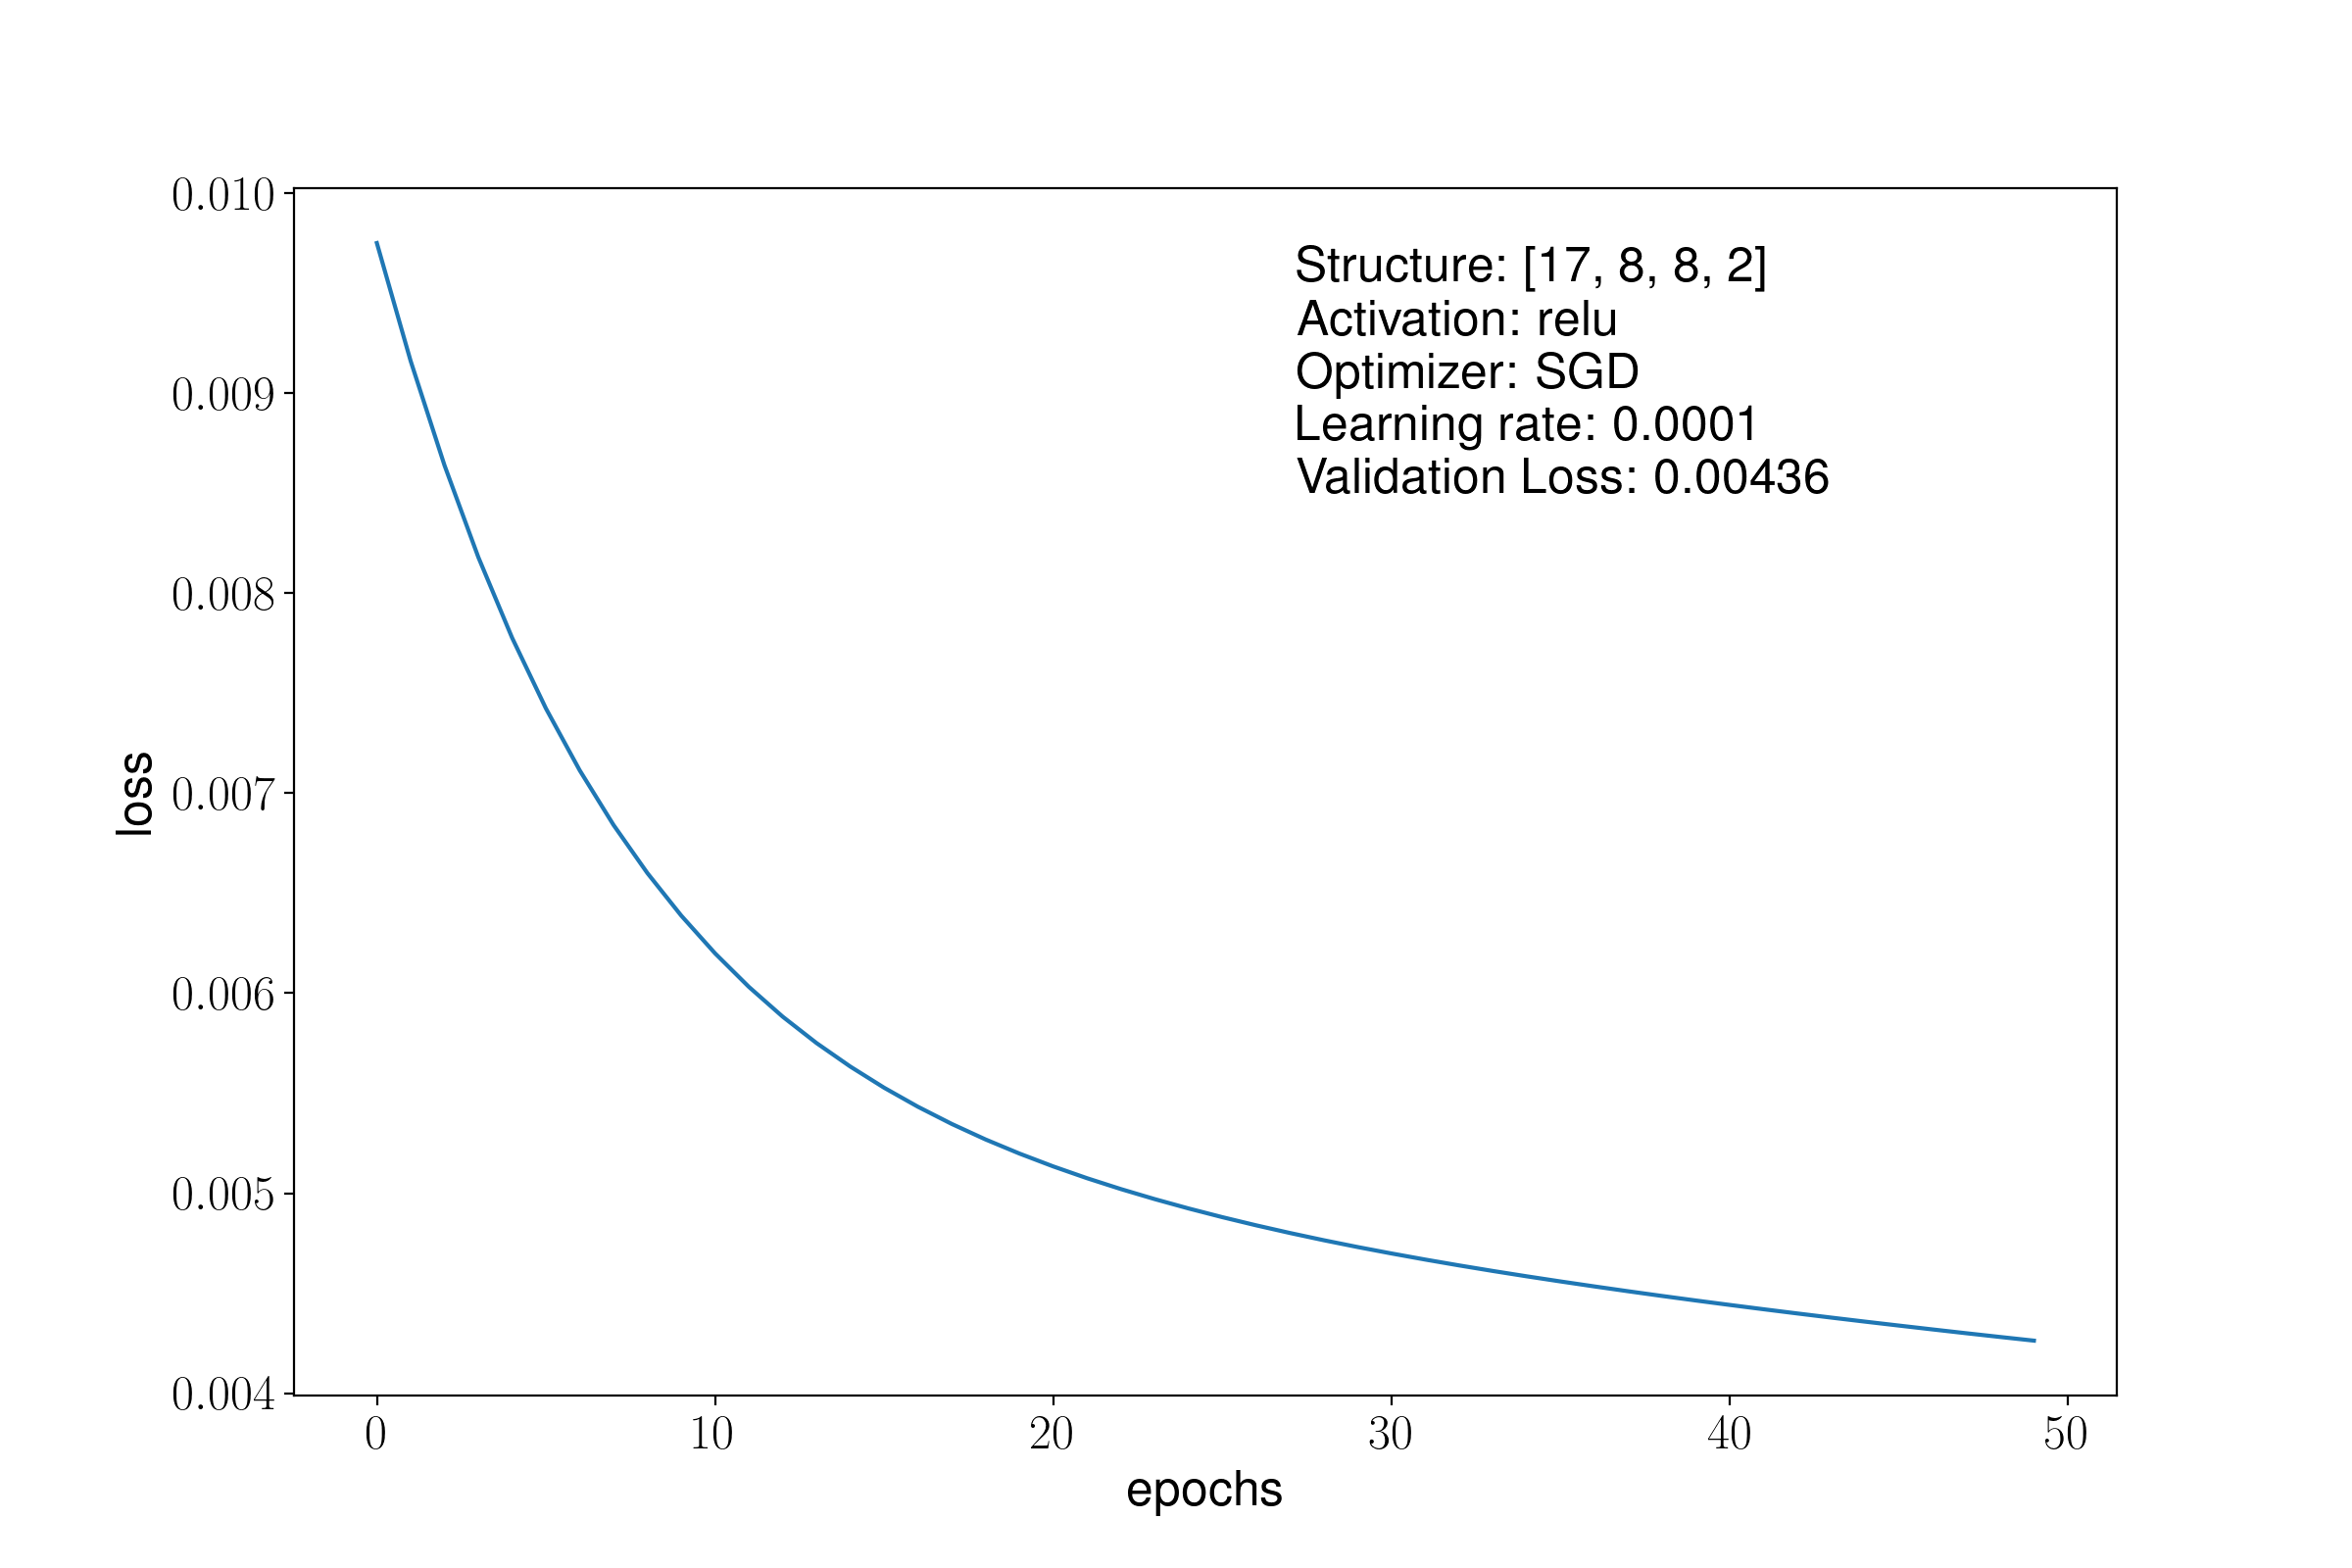 Structure: [17, 8, 8, 2]
Activation: relu
Optimizer: SGD
Learning rate: 0.0001
Validation Loss: 0.00436
0.010
0.009
0.008
0.007
0.006
0.005
0.004
loss
0 10 20 30 40 50
epochs